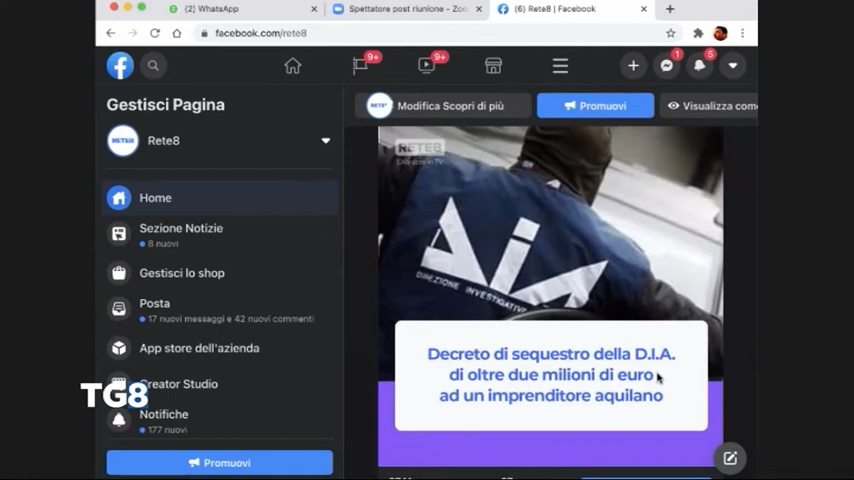 (2) WhatsApp
Spettatore post riunione - Zoo
(6) Rete8 | Facebook
facebook.com/rete8
9+
9+
1
5
Gestisci Pagina
RETE8
Rete8
Home
Sezione Notizie
8 nuovi
Gestisci lo shop
Posta
17 nuovi messaggi e 42 nuovi commenti
App store dell'azienda
Creator Studio
Notifiche
177 nuovi
Promuovi
TG8
RETE8
Modifica Scopri di più
Promuovi
Visualizza come
RETE8
DIA
DIREZIONE INVESTIGATIVA
Decreto di sequestro della D.I.A.
di oltre due milioni di euro
ad un imprenditore aquilano